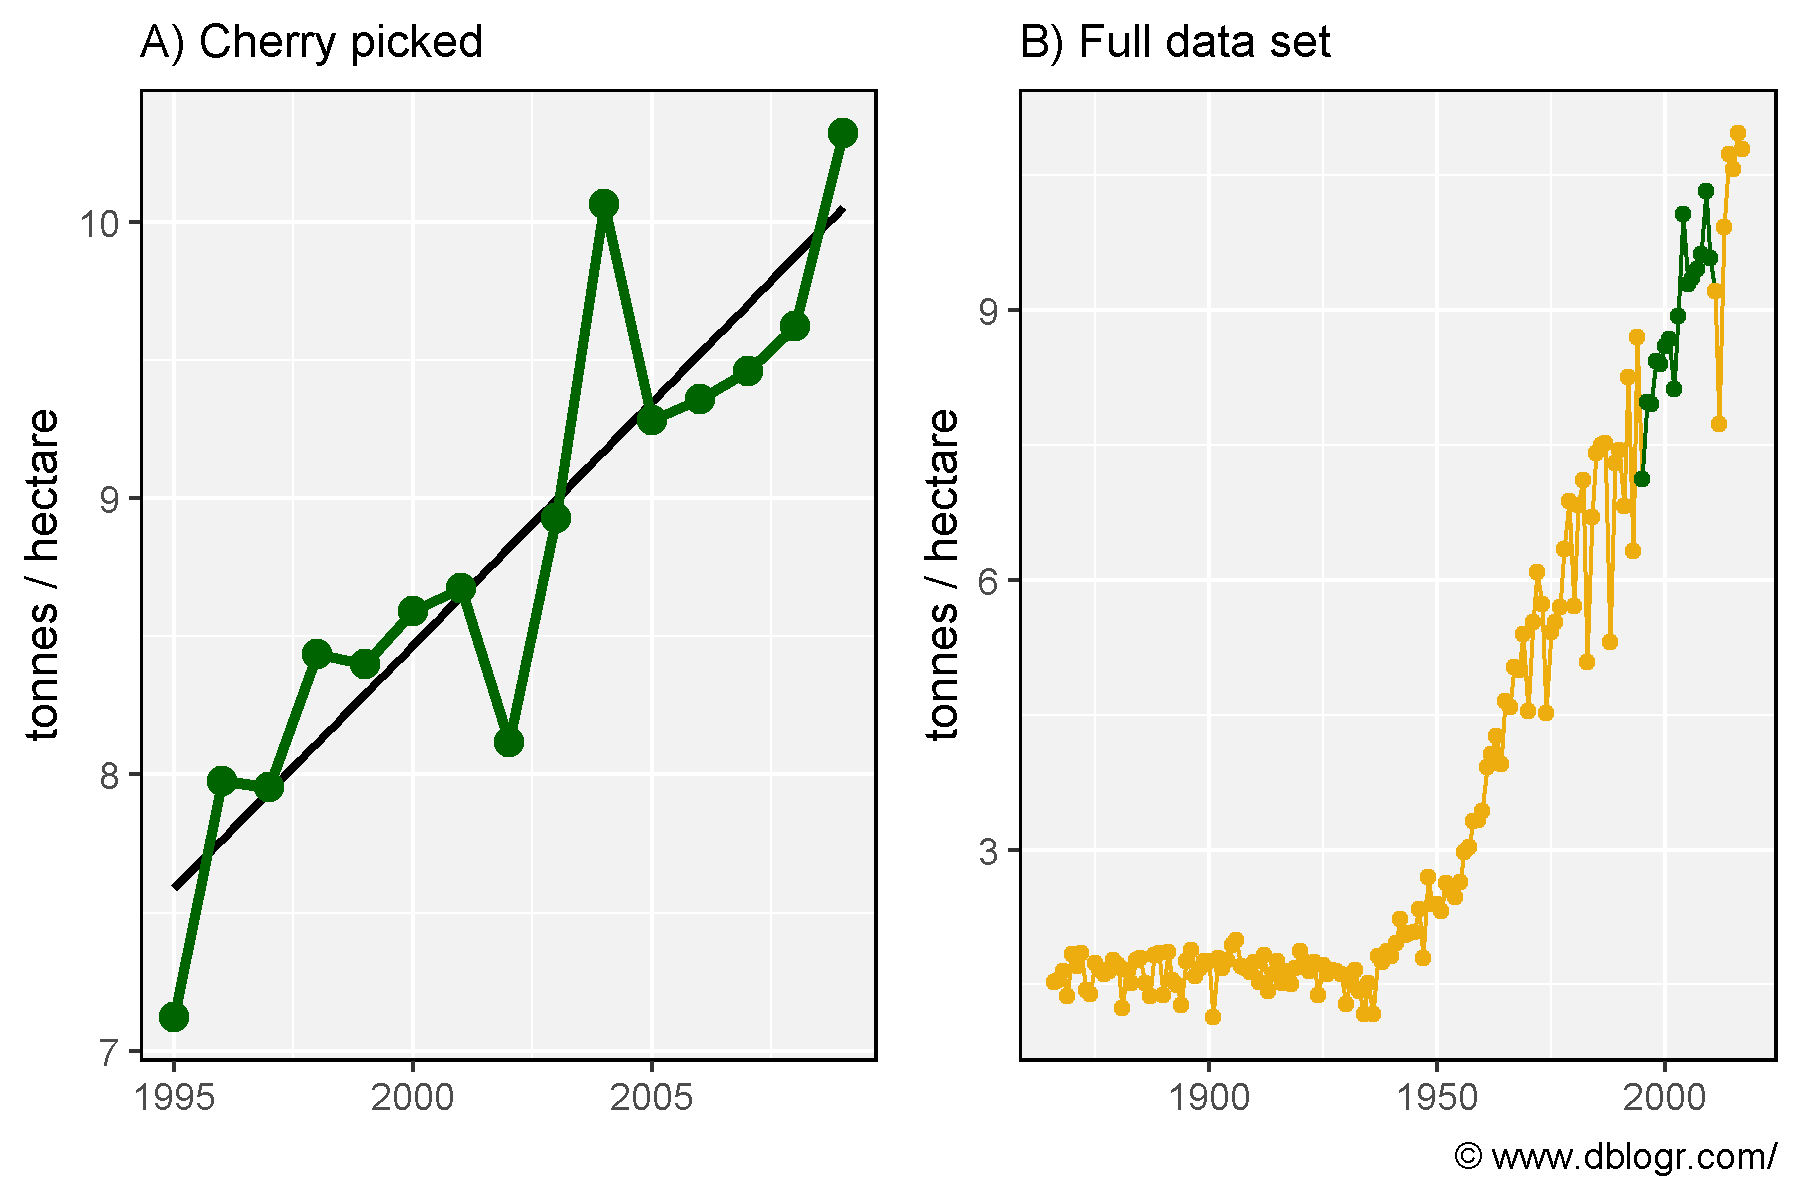 A) Cherry picked
tonnes / hectare
10
9
8
7
1995 2000 2005
B) Full data set
tonnes / hectare
9
6
3
1900 1950 2000
© www.dblogr.com/